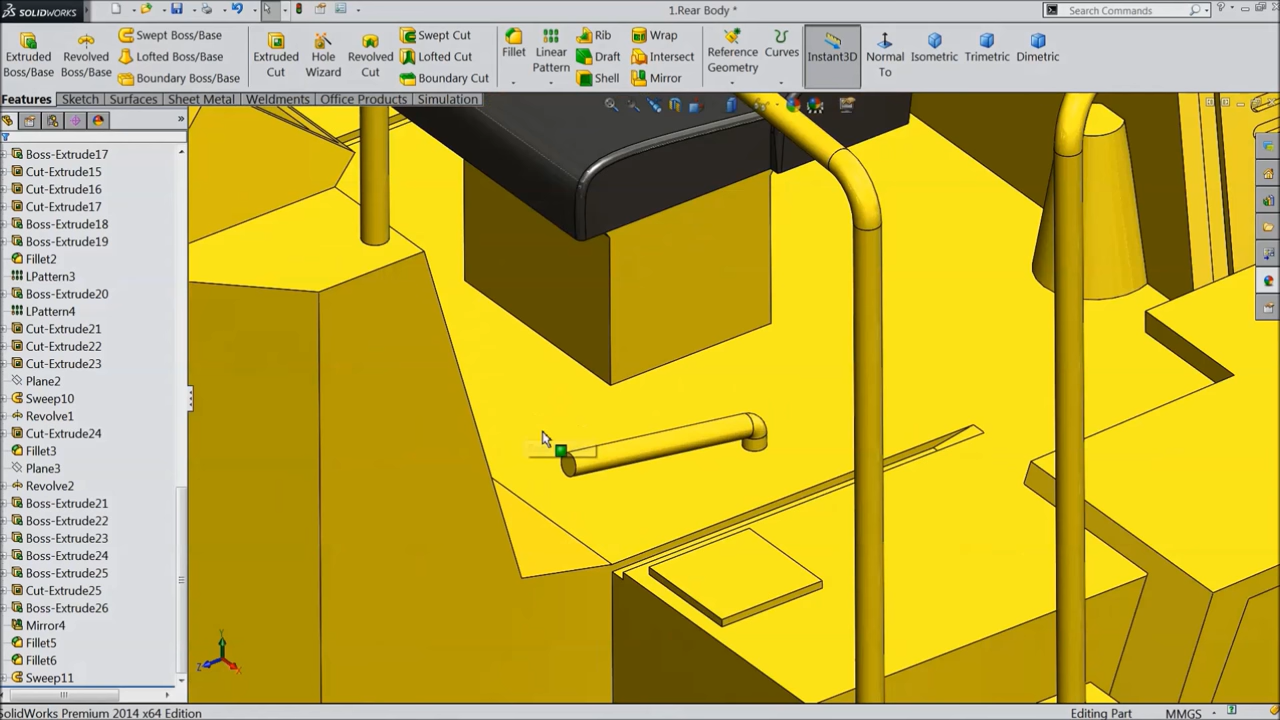 SOLIDWORKS
1.Rear Body *
Search Commands
Extruded Boss/Base
Revolved Boss/Base
Swept Boss/Base
Lofted Boss/Base
Boundary Boss/Base
Extruded Cut
Hole Wizard
Revolved Cut
Swept Cut
Lofted Cut
Boundary Cut
Fillet
Linear Pattern
Rib
Draft
Shell
Wrap
Intersect
Mirror
Reference Geometry
Curves
Instant3D
Normal To
Isometric
Trimetric
Dimetric
Features
Sketch
Surfaces
Sheet Metal
Weldments
Office Products
Simulation
Boss-Extrude17
Cut-Extrude15
Cut-Extrude16
Cut-Extrude17
Boss-Extrude18
Boss-Extrude19
Fillet2
LPattern3
Boss-Extrude20
LPattern4
Cut-Extrude21
Cut-Extrude22
Cut-Extrude23
Plane2
Sweep10
Revolve1
Cut-Extrude24
Fillet3
Plane3
Revolve2
Boss-Extrude21
Boss-Extrude22
Boss-Extrude23
Boss-Extrude24
Boss-Extrude25
Cut-Extrude25
Boss-Extrude26
Mirror4
Fillet5
Fillet6
Sweep11
Y
Z
X
SolidWorks Premium 2014 x64 Edition
Editing Part
MMGS